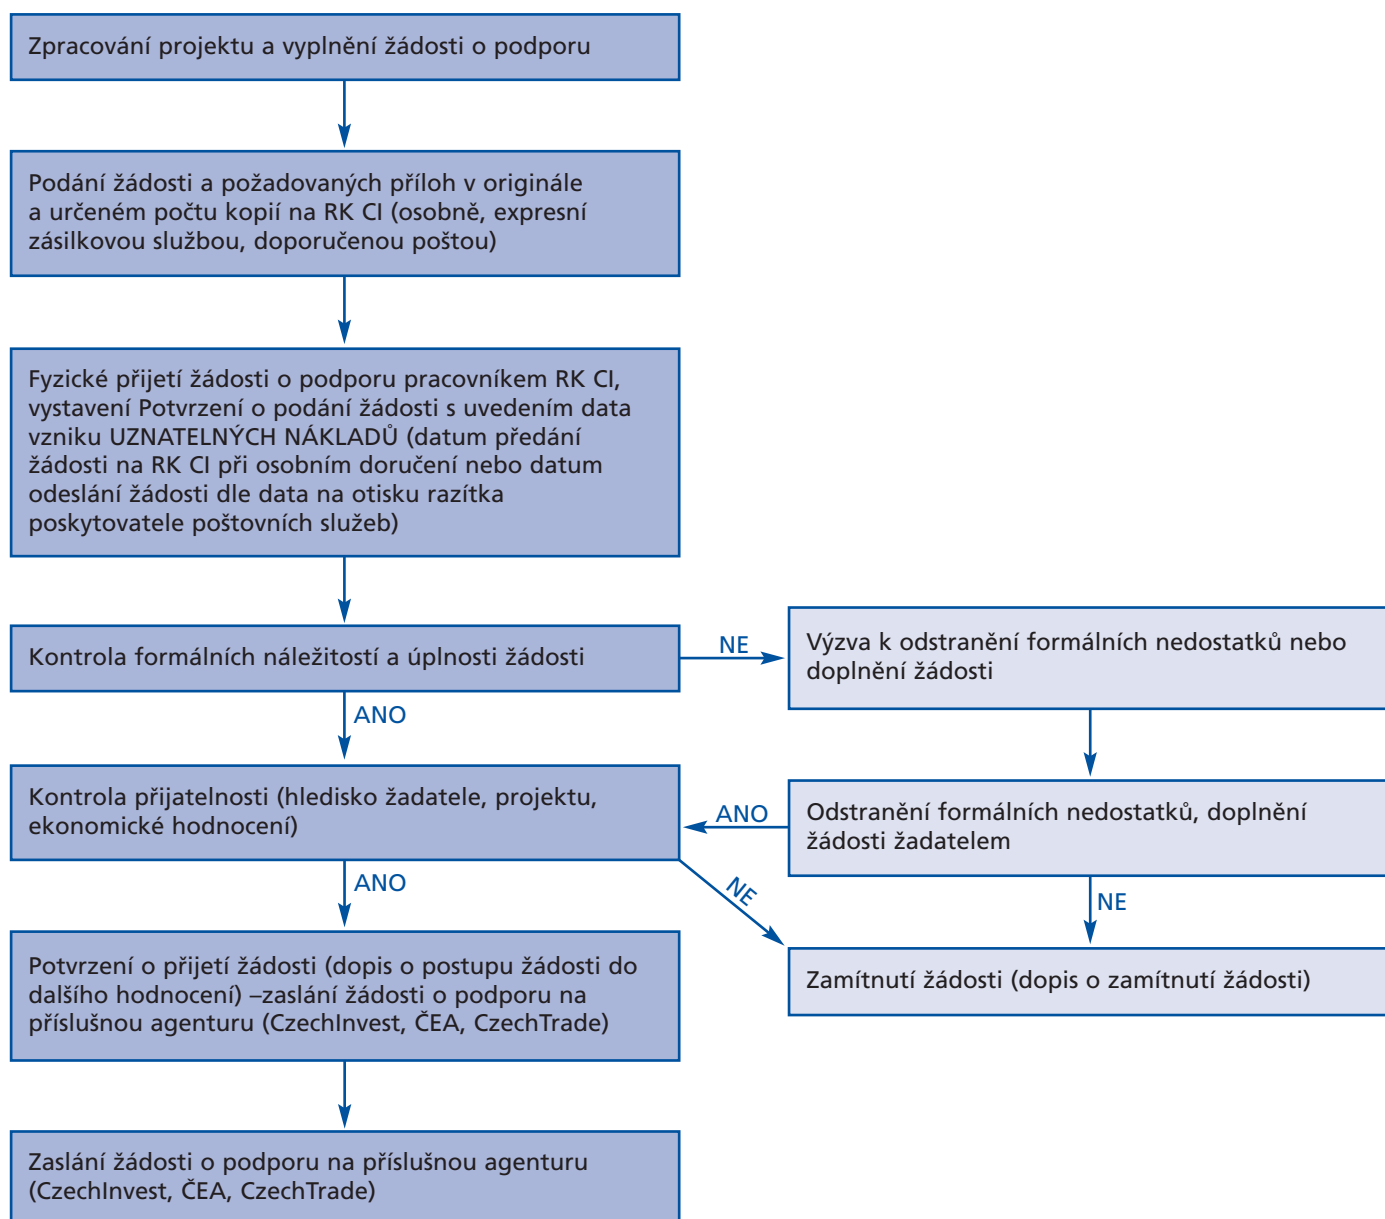 Zpracování projektu a vyplnění žádosti o podporu
Podání žádosti a požadovaných příloh v originále
a určeném počtu kopií na RK CI (osobně, expresní
zásilkovou službou, doporučenou poštou)
Fyzické přijetí žádosti o podporu pracovníkem RK CI,
vystavení Potvrzení o podání žádosti s uvedením data
vzniku UZNATELNÝCH NÁKLADŮ (datum předání
žádosti na RK CI při osobním doručení nebo datum
odeslání žádosti dle data na otisku razítka
poskytovatele poštovních služeb)
Kontrola formálních náležitostí a úplnosti žádosti
NE
Výzva k odstranění formálních nedostatků nebo
doplnění žádosti
ANO
Kontrola přijatelnosti (hledisko žadatele, projektu,
ekonomické hodnocení)
ANO
Odstranění formálních nedostatků, doplnění
žádosti žadatelem
ANO
NE
NE
Potvrzení o přijetí žádosti (dopis o postupu žádosti do
dalšího hodnocení) –zaslání žádosti o podporu na
příslušnou agenturu (CzechInvest, ČEA, CzechTrade)
Zamítnutí žádosti (dopis o zamítnutí žádosti)
Zaslání žádosti o podporu na příslušnou agenturu
(CzechInvest, ČEA, CzechTrade)